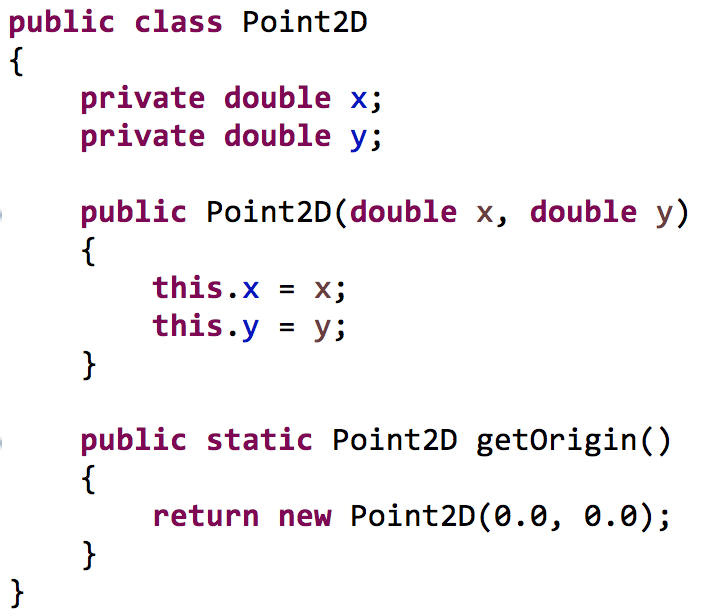 public class Point2D
{
    private double x;
    private double y;

    public Point2D(double x, double y)
    {
        this.x = x;
        this.y = y;
    }

    public static Point2D getOrigin()
    {
        return new Point2D(0.0, 0.0);
    }
}